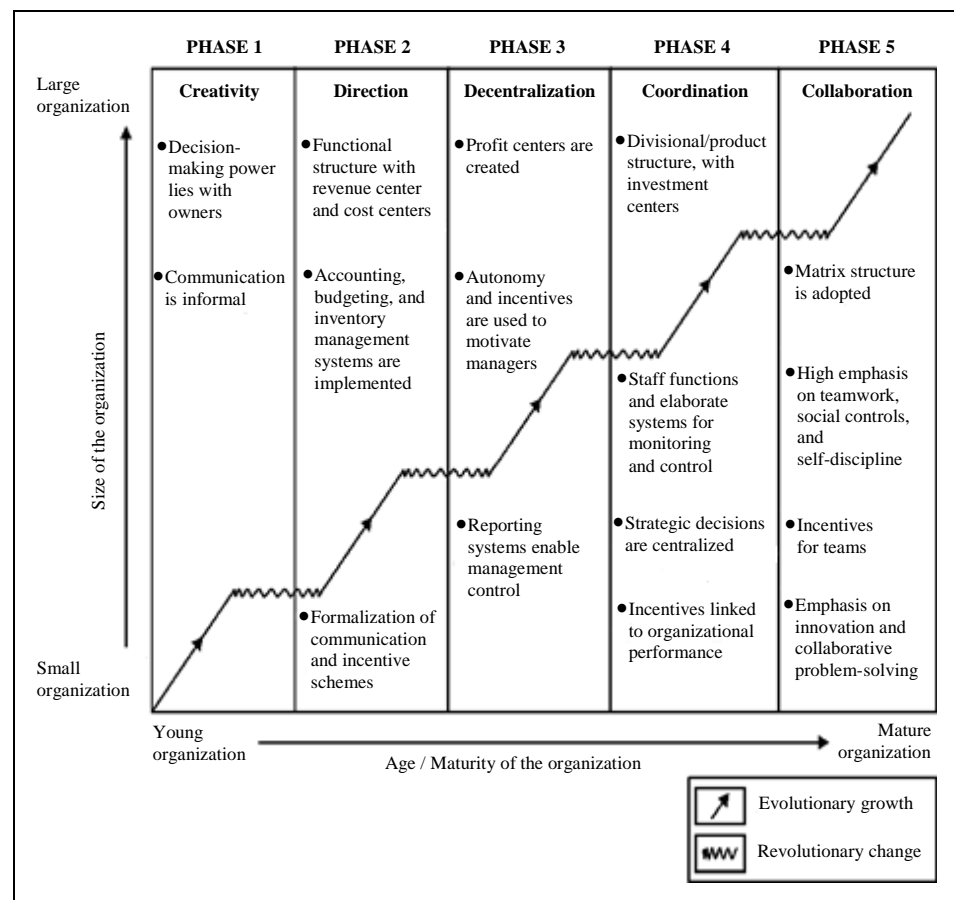 PHASE 1
PHASE 2
PHASE 3
PHASE 4
PHASE 5
Large
organization
Creativity
Direction
Decentralization
Coordination
Collaboration
● Decision-
making power
lies with
owners
● Communication
is informal
● Functional
structure with
revenue center
and cost centers
● Accounting,
budgeting, and
inventory
management
systems are
implemented
● Formalization of
communication
and incentive
schemes
● Profit centers are
created
● Autonomy
and incentives
are used to
motivate
managers
● Reporting
systems enable
management
control
● Divisional/product
structure, with
investment
centers
● Staff functions
and elaborate
systems for
monitoring
and control
● Strategic decisions
are centralized
● Incentives linked
to organizational
performance
● Matrix structure
is adopted
● High emphasis
on teamwork,
social controls,
and
self-discipline
● Incentives
for teams
● Emphasis on
innovation and
collaborative
problem-solving
Size of the organization
Small
organization
Young
organization
Age / Maturity of the organization
Mature
organization
Evolutionary growth
Revolutionary change